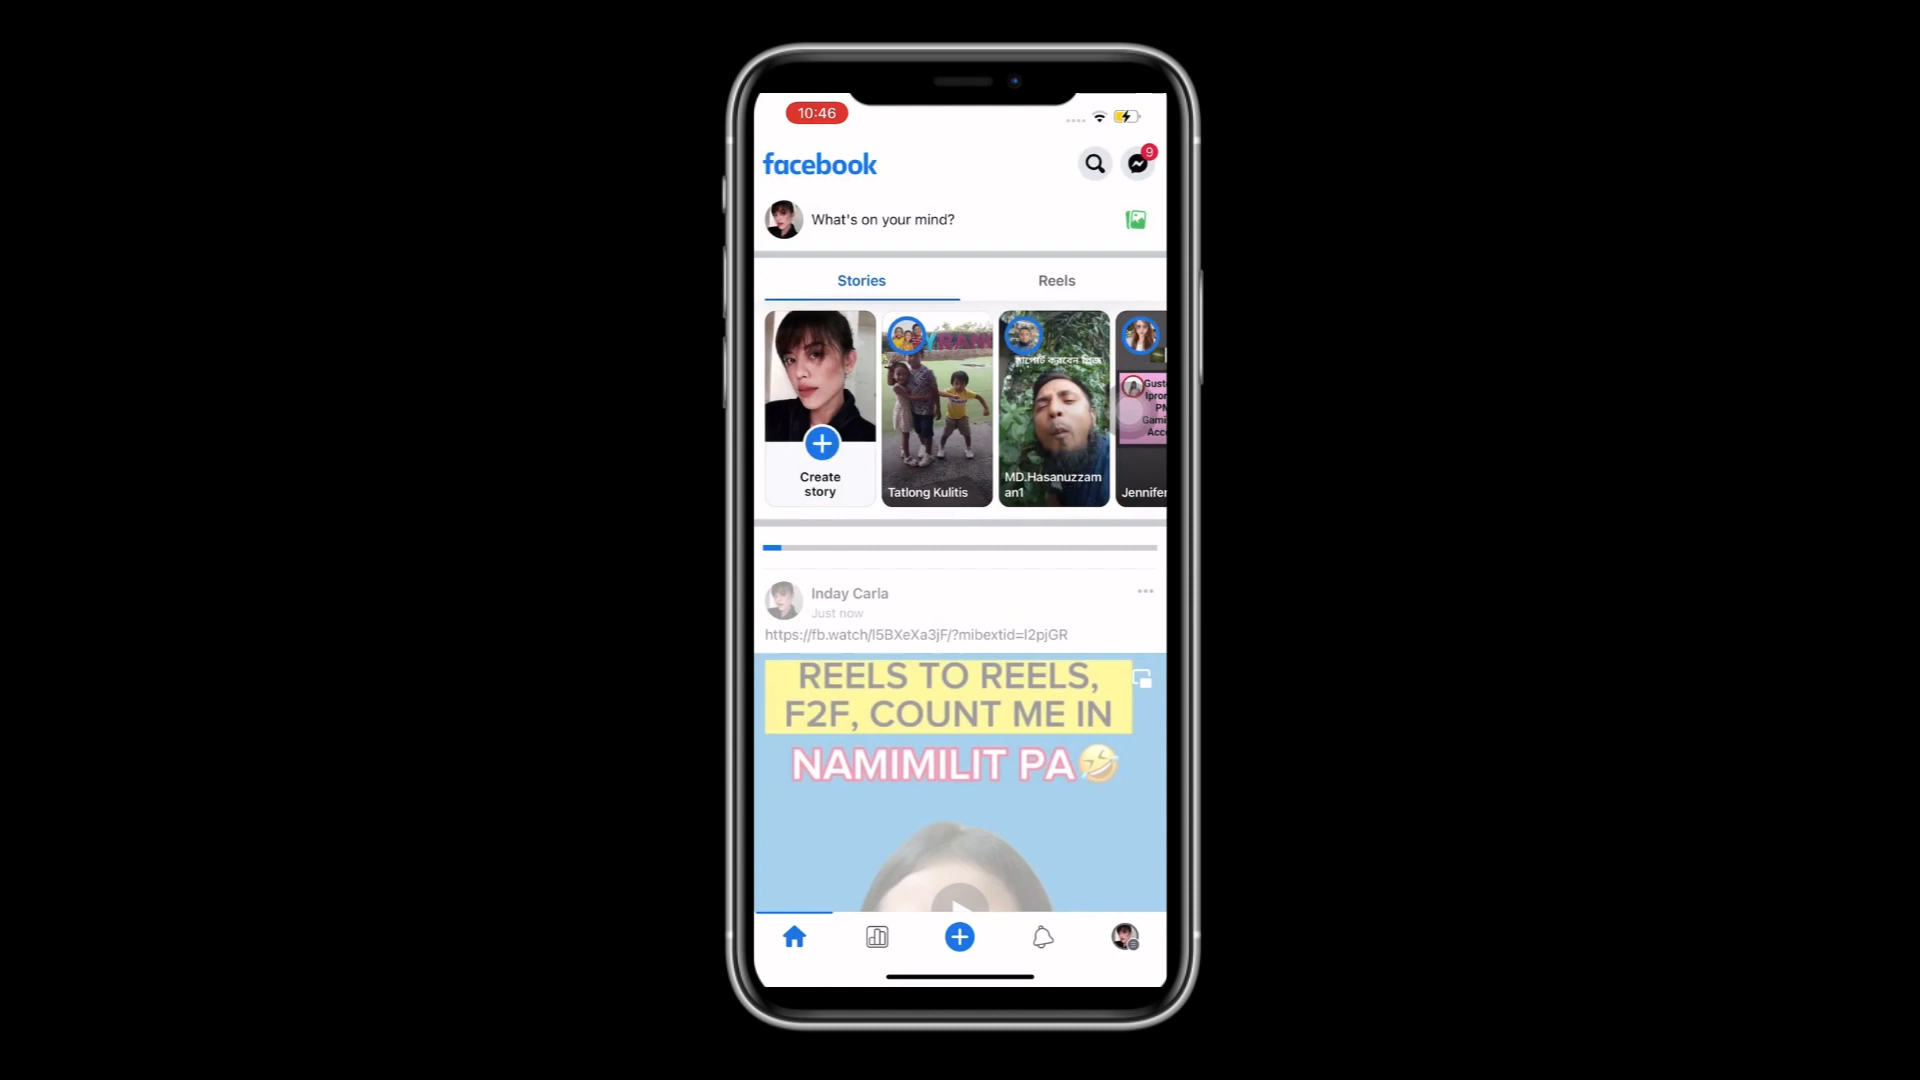 10:46
facebook
9
What's on your mind?
Stories
Reels
Create
story
Tatlong Kulitis
সাপোর্ট করবেন প্লিজ
MD.Hasanuzzam
an1
Jennifer
Inday Carla
Just now
https://fb.watch/l5BXeXa3jF/?mibextid=I2pjGR
REELS TO REELS,
F2F, COUNT ME IN
NAMIMILIT PA🤣